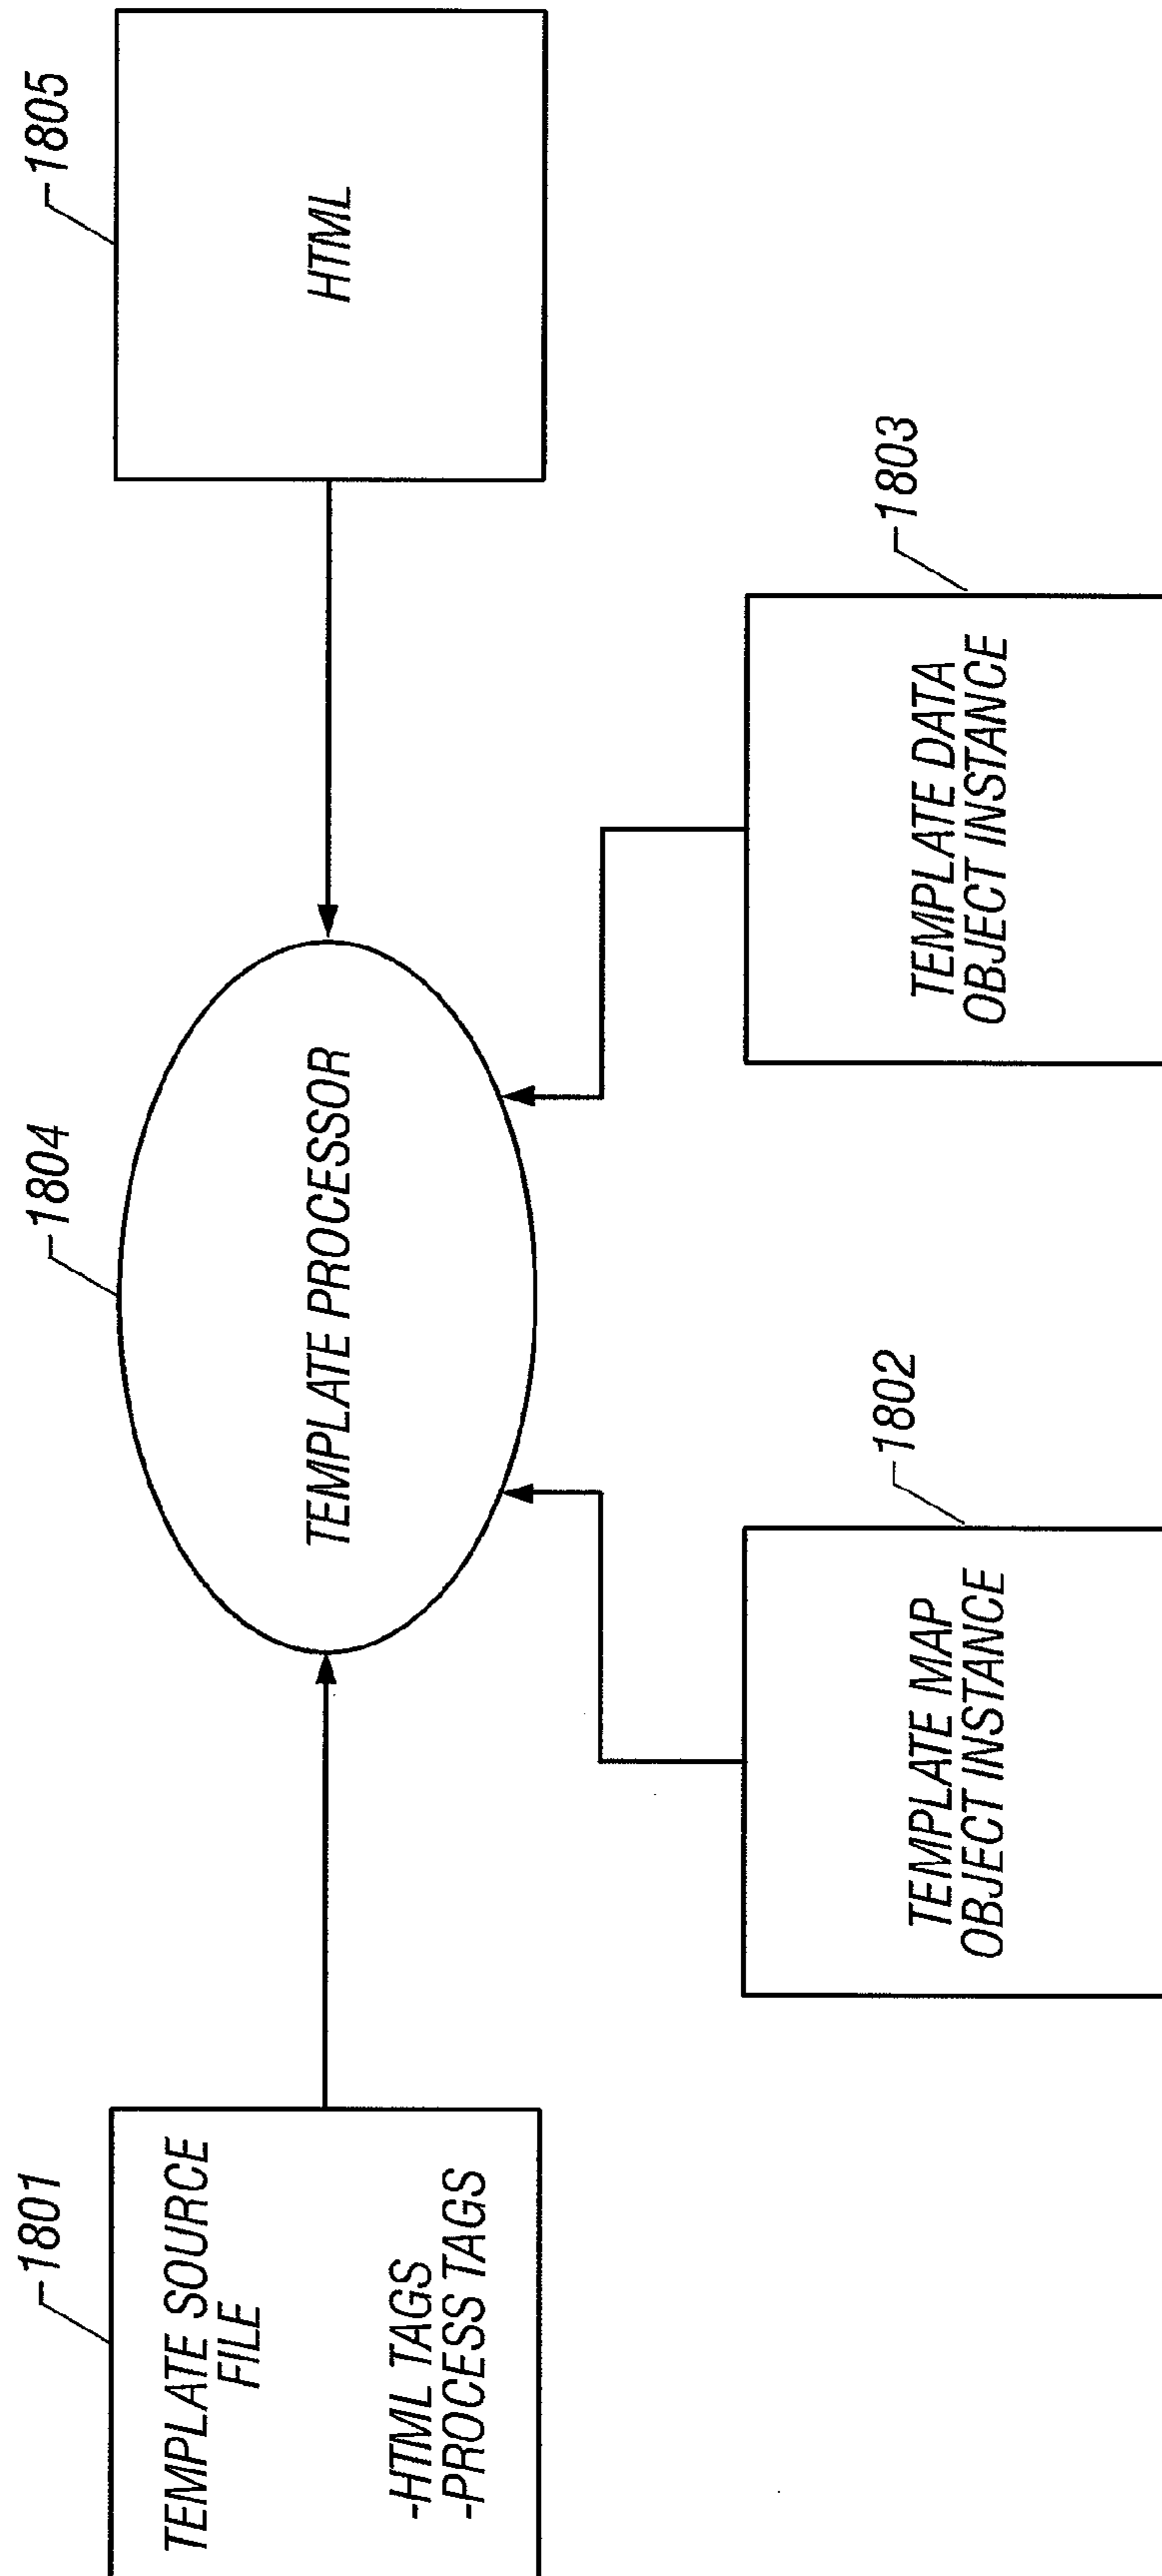 1801
TEMPLATE SOURCE
FILE
-HTML TAGS
-PROCESS TAGS
1804
TEMPLATE PROCESSOR
1805
HTML
1802
TEMPLATE MAP
OBJECT INSTANCE
1803
TEMPLATE DATA
OBJECT INSTANCE